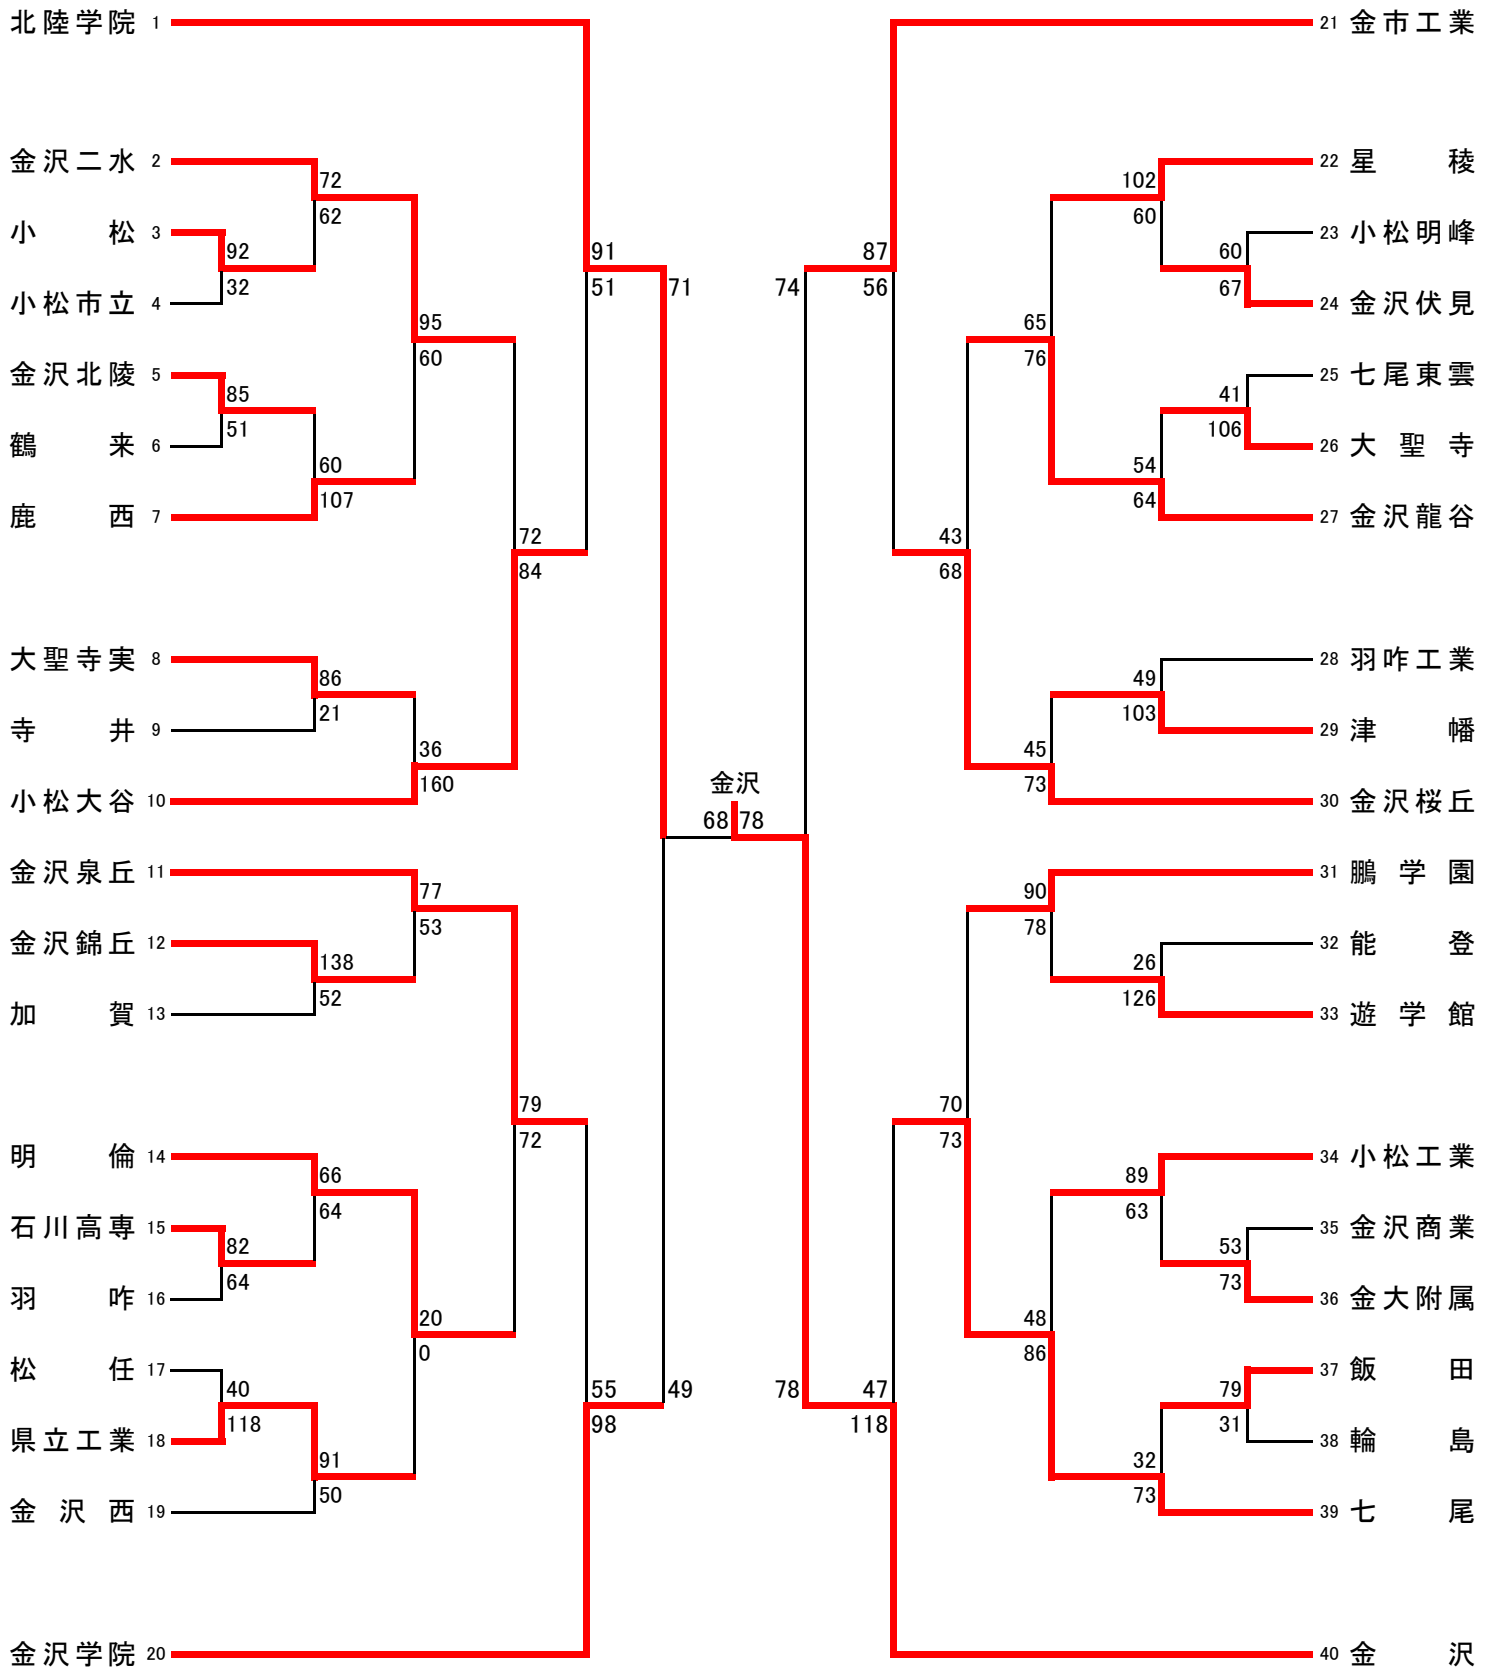 北陸学院 1
金沢二水 2
小松 3
小松市立 4
金沢北陵 5
鶴来 6
鹿西 7
大聖寺実 8
寺井 9
小松大谷 10
金沢泉丘 11
金沢錦丘 12
加賀 13
明倫 14
石川高専 15
羽咋 16
松任 17
県立工業 18
金沢西 19
金沢学院 20
92
32
85
51
82
64
40
118
72
62
60
107
86
21
138
52
66
64
91
50
95
60
36
160
77
53
20
0
72
84
79
72
91
51
55
98
71
49
金沢
68 78
74
78
87
56
47
118
43
68
70
73
65
76
45
73
90
78
48
86
102
60
54
64
49
103
26
126
89
63
32
73
60
67
41
106
53
73
79
31
21 金市工業
22 星稜
23 小松明峰
24 金沢伏見
25 七尾東雲
26 大聖寺
27 金沢龍谷
28 羽咋工業
29 津幡
30 金沢桜丘
31 鵬学園
32 能登
33 遊学館
34 小松工業
35 金沢商業
36 金大附属
37 飯田
38 輪島
39 七尾
40 金沢